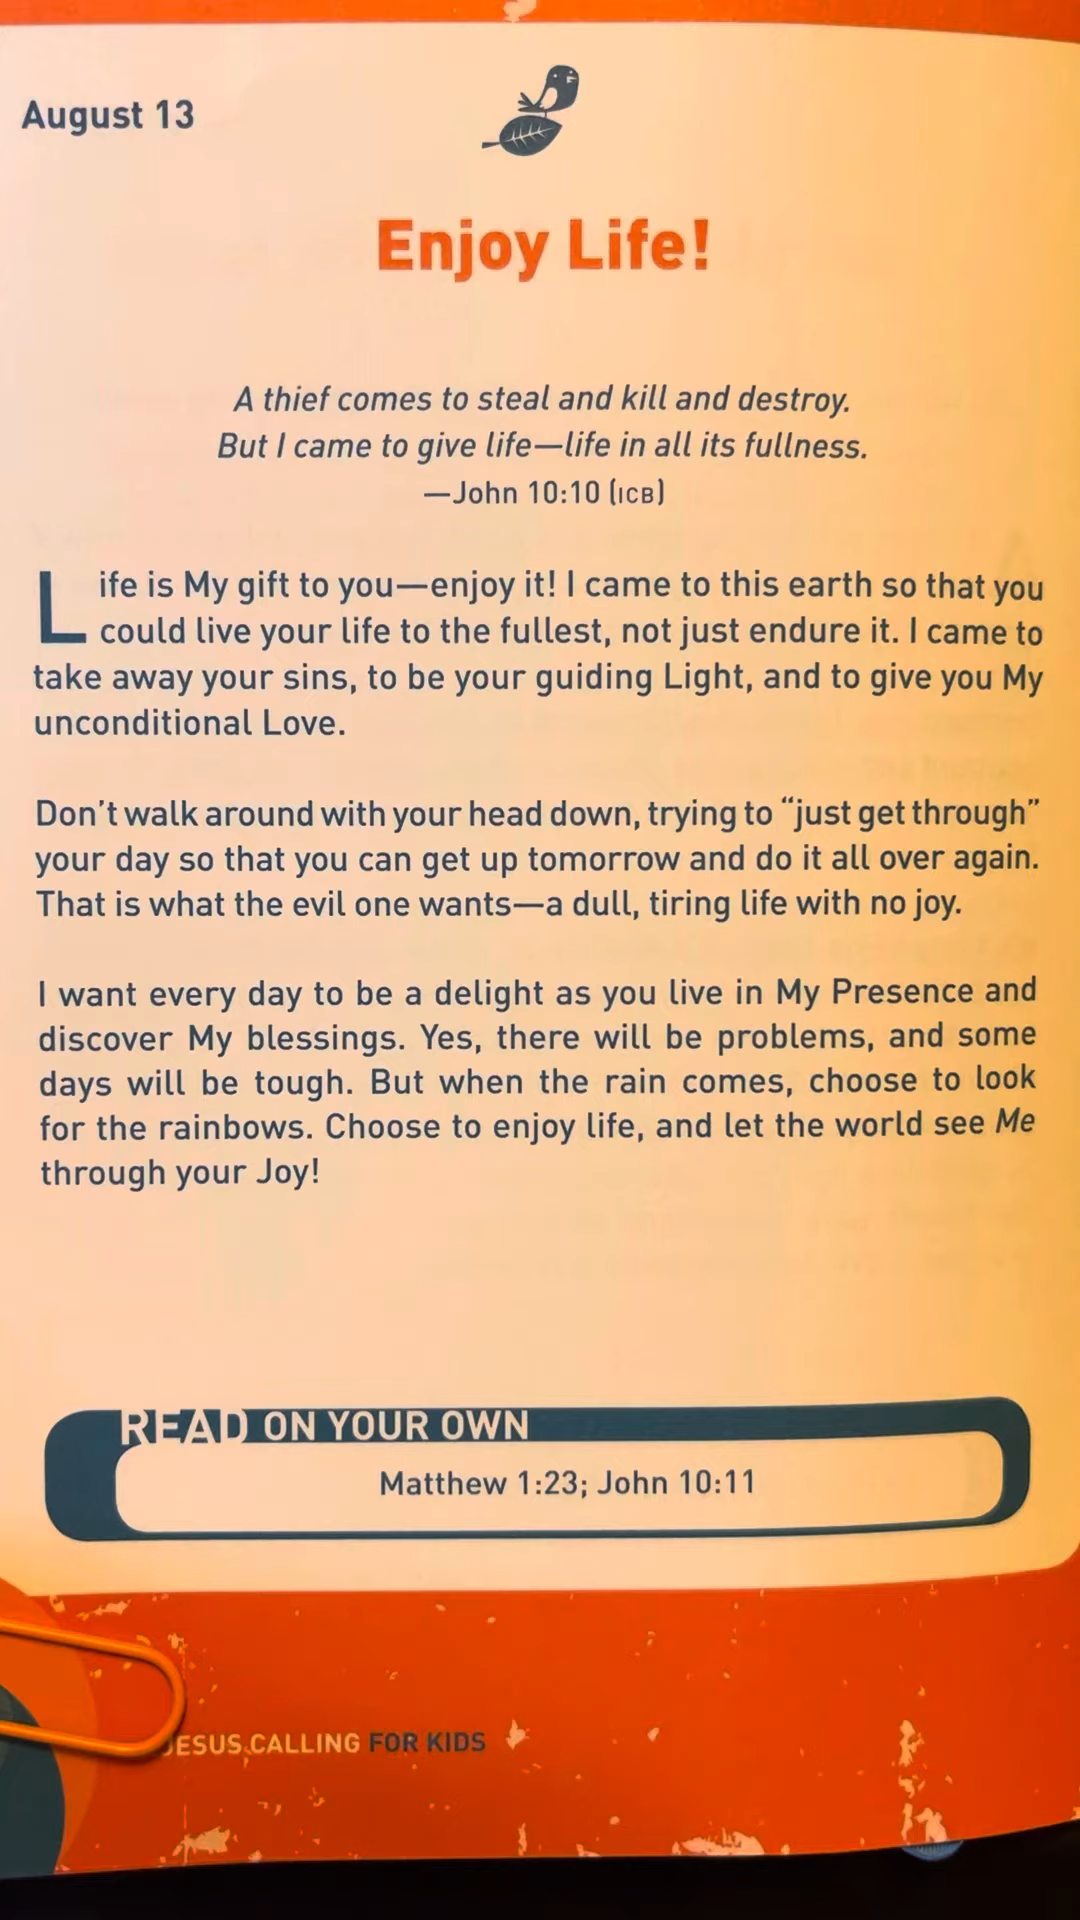 August 13
Enjoy Life!
A thief comes to steal and kill and destroy.
But I came to give life—life in all its fullness.
—John 10:10 (ICB)
Life is My gift to you—enjoy it! I came to this earth so that you
could live your life to the fullest, not just endure it. I came to
take away your sins, to be your guiding Light, and to give you My
unconditional Love.
Don't walk around with your head down, trying to “just get through”
your day so that you can get up tomorrow and do it all over again.
That is what the evil one wants—a dull, tiring life with no joy.
I want every day to be a delight as you live in My Presence and
discover My blessings. Yes, there will be problems, and some
days will be tough. But when the rain comes, choose to look
for the rainbows. Choose to enjoy life, and let the world see Me
through your Joy!
READ ON YOUR OWN
Matthew 1:23; John 10:11
JESUS CALLING FOR KIDS